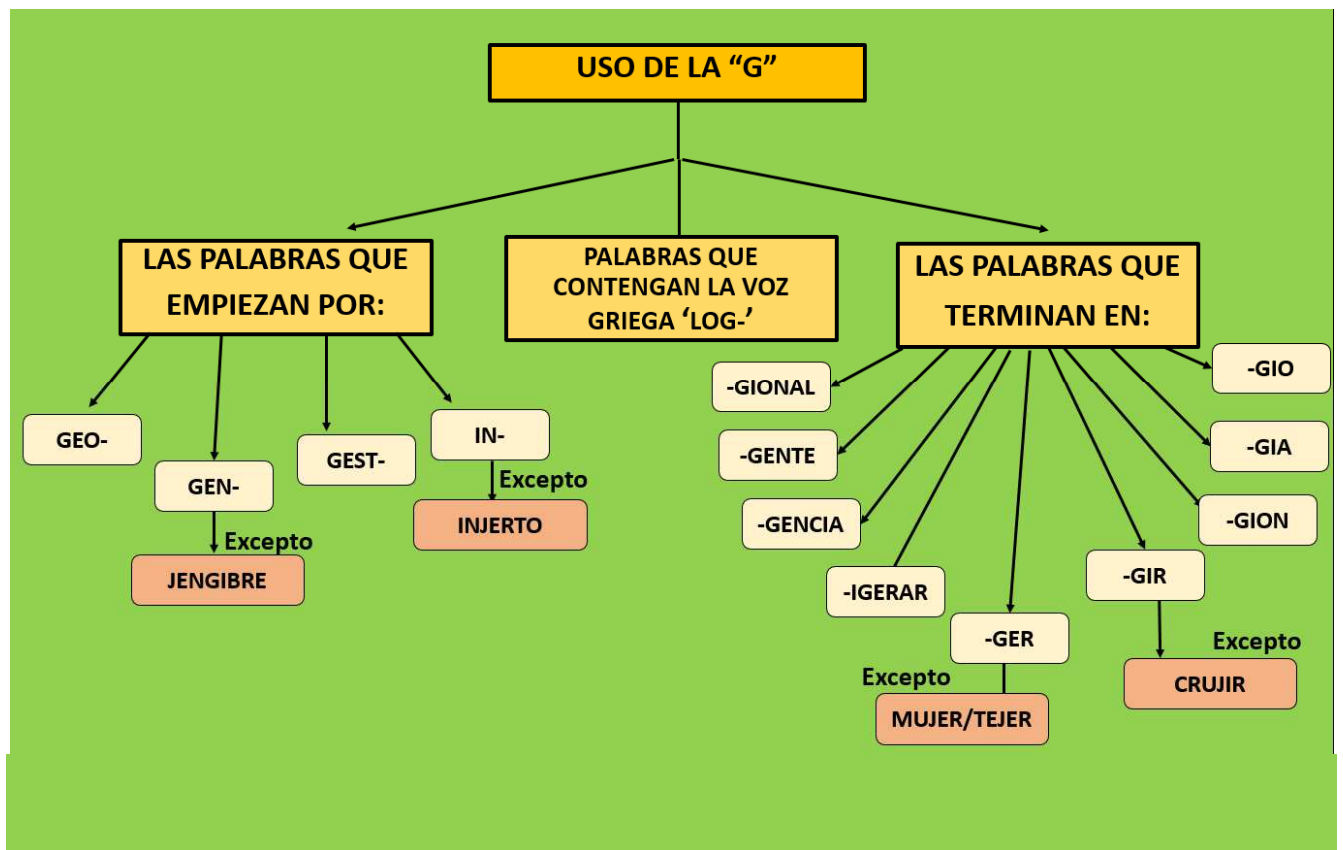 USO DE LA “G”
LAS PALABRAS QUE
EMPIEZAN POR:
GEO-
GEN-
Excepto
JENGIBRE
GEST-
IN-
Excepto
INJERTO
PALABRAS QUE
CONTENGAN LA VOZ
GRIEGA ‘LOG-’
LAS PALABRAS QUE
TERMINAN EN:
-GIONAL
-GENTE
-GENCIA
-IGERAR
-GER
Excepto
MUJER/TEJER
-GIR
Excepto
CRUJIR
-GION
-GIA
-GIO